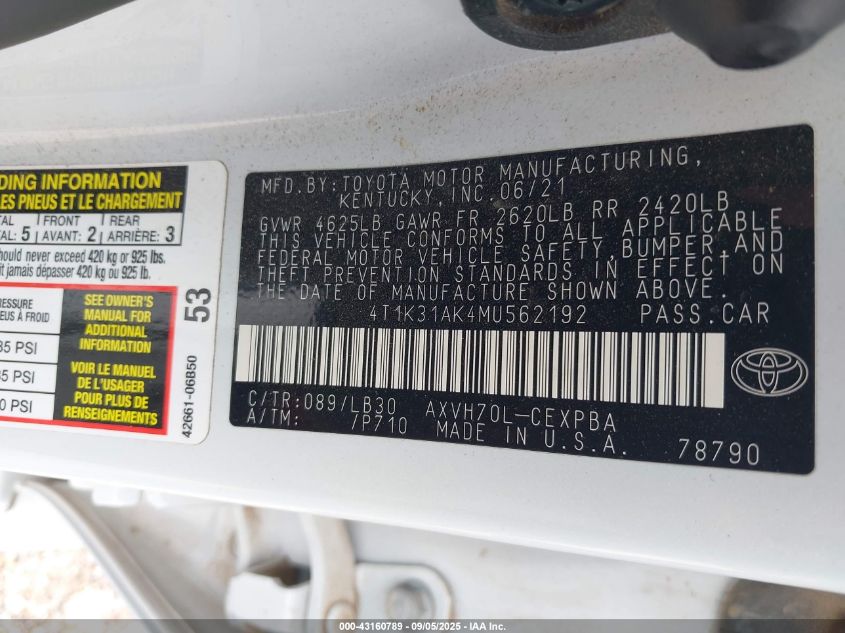 DING INFORMATION
LES PNEUS ET LE CHARGEMENT
TAL FRONT REAR
AL: 5 AVANT: 2 ARRIÈRE: 3
hould never exceed 420 kg or 925 lbs.
it jamais dépasser 420 kg ou 925 lb.
RESSURE
EUS À FROID
35 PSI
35 PSI
0 PSI
SEE OWNER'S
MANUAL FOR
ADDITIONAL
INFORMATION
VOIR LE MANUEL
DE L'USAGER
POUR PLUS DE
RENSEIGNEMENTS
53
42661-06B50
MFD.BY:TOYOTA MOTOR MANUFACTURING,
KENTUCKY,INC 06/21
GVWR 4625LB GAWR FR 2620LB RR 2420LB
THIS VEHICLE CONFORMS TO ALL APPLICABLE
FEDERAL MOTOR VEHICLE SAFETY,BUMPER,AND
THEFT PREVENTION STANDARDS IN EFFECT ON
THE DATE OF MANUFACTURE SHOWN ABOVE.
4T1K31AK4MU562192 PASS.CAR
C/TR:089/LB30 AXVH70L-CEXPBA
A/TM: /P710 MADE IN U.S.A. 78790
000-43160789 - 09/05/2025 - IAA Inc.